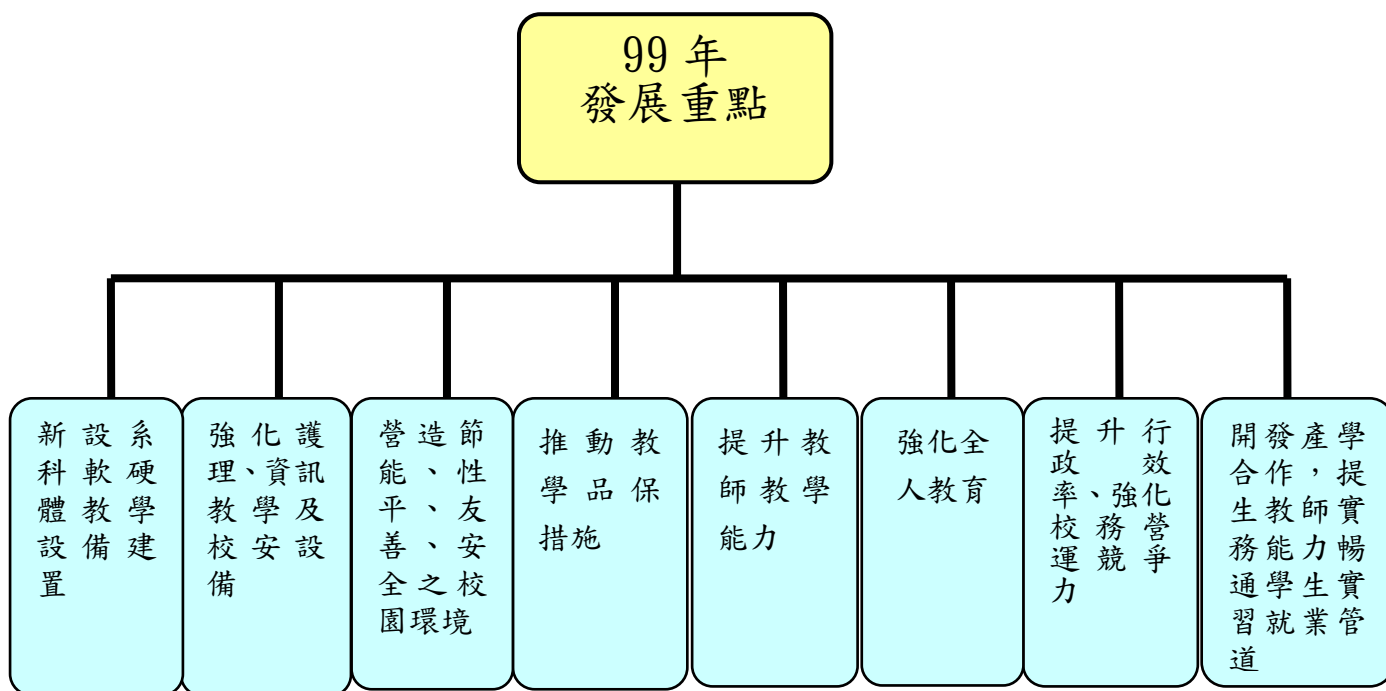 99 年
發展重點
新設系
科軟硬
體教學
設備建
置
強化護
理、資訊
教學及
校安設
備
營造節
能、性
平、友
善、安
全之校
園環境
推動教
學品保
措施
提升教
師教學
能力
強化全
人教育
提升行
政效
率、強化
校務營
運競爭
力
開發產學
合作，提
生教師實
務能力暢
通學生實
習就業管
道